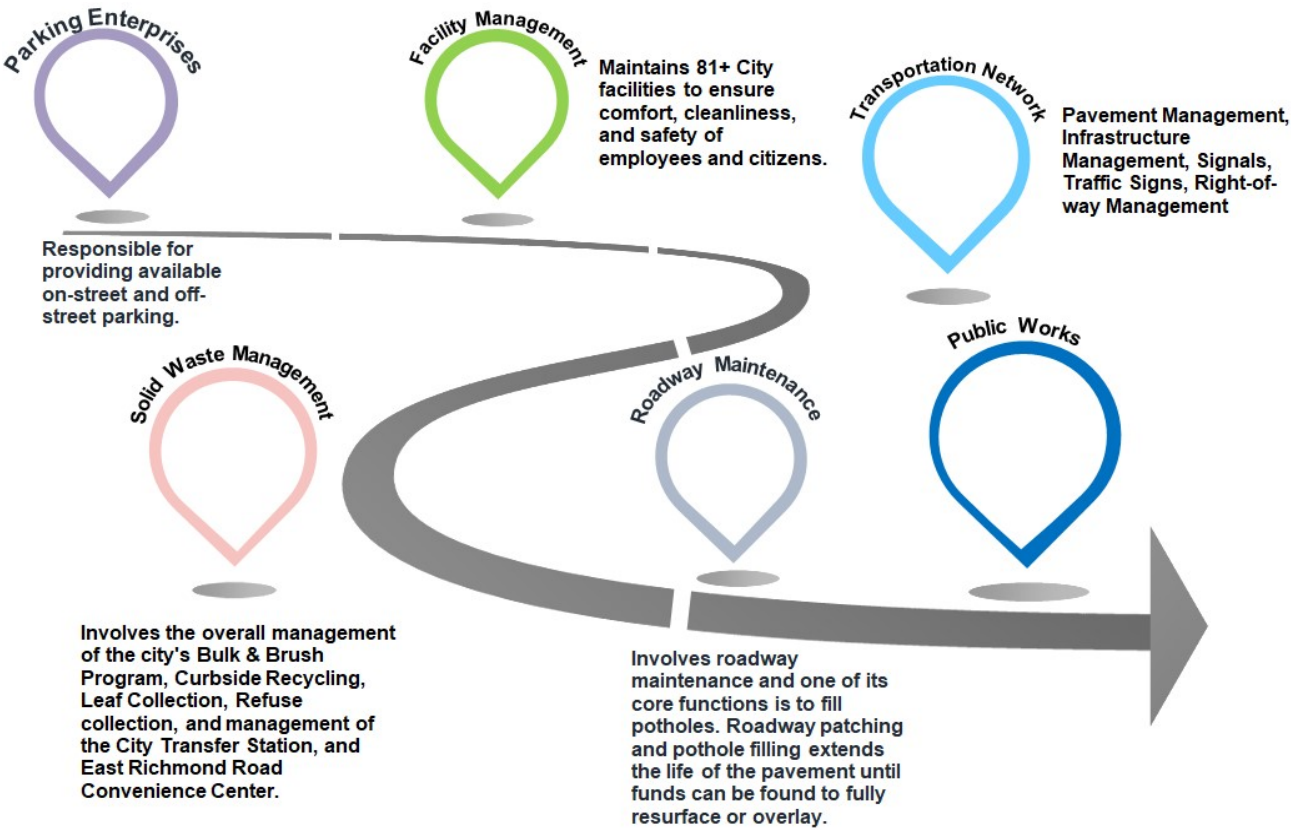 Parking Enterprises
Responsible for
providing available
on-street and off-
street parking.
Facility Management
Maintains 81+ City
facilities to ensure
comfort, cleanliness,
and safety of
employees and citizens.
Transportation Network
Pavement Management,
Infrastructure
Management, Signals,
Traffic Signs, Right-of-
way Management
Solid Waste Management
Involves the overall management
of the city's Bulk & Brush
Program, Curbside Recycling,
Leaf Collection, Refuse
collection, and management of
the City Transfer Station, and
East Richmond Road
Convenience Center.
Roadway Maintenance
Involves roadway
maintenance and one of its
core functions is to fill
potholes. Roadway patching
and pothole filling extends
the life of the pavement until
funds can be found to fully
resurface or overlay.
Public Works